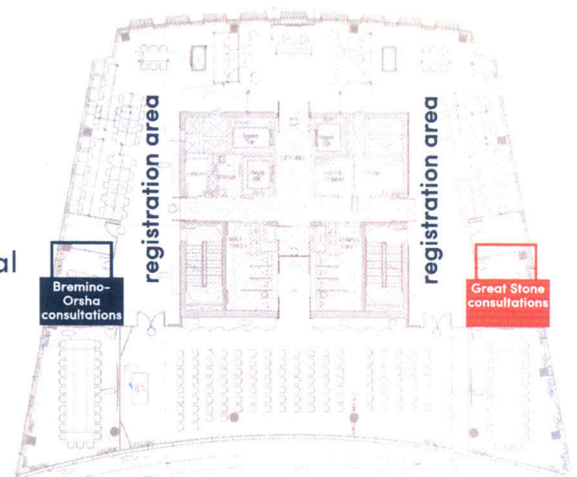 registration area
registration area
al
Bremino-
Orsha
consultations
Great Stone
consultations